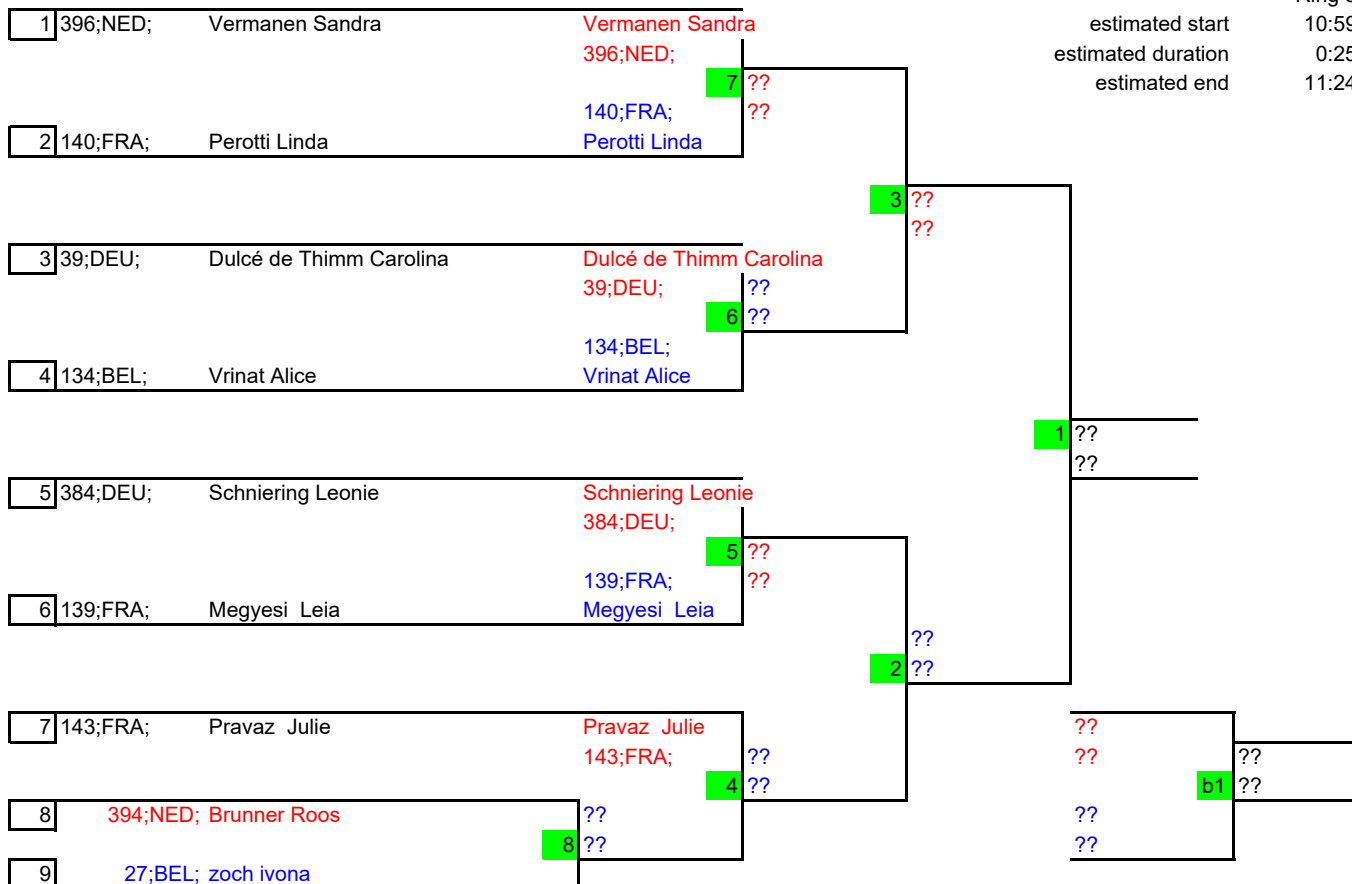 1 396;NED; Vermanen Sandra Vermanen Sandra estimated start 10:59
396;NED; estimated duration 0:25
7 ?? estimated end 11:24
140;FRA; ??
2 140;FRA; Perotti Linda Perotti Linda
3 ??
??
3 39;DEU; Dulcé de Thimm Carolina Dulcé de Thimm Carolina
39;DEU; ??
6 ??
134;BEL;
4 134;BEL; Vrinat Alice Vrinat Alice
1 ??
??
5 384;DEU; Schniering Leonie Schniering Leonie
384;DEU;
5 ??
139;FRA; ??
6 139;FRA; Megyesi Leia Megyesi Leia
??
2 ??
7 143;FRA; Pravaz Julie Pravaz Julie ??
143;FRA; ?? ?? ??
4 ?? b1 ??
8 394;NED; Brunner Roos ?? ??
8 ?? ??
9 27;BEL; zoch ivona